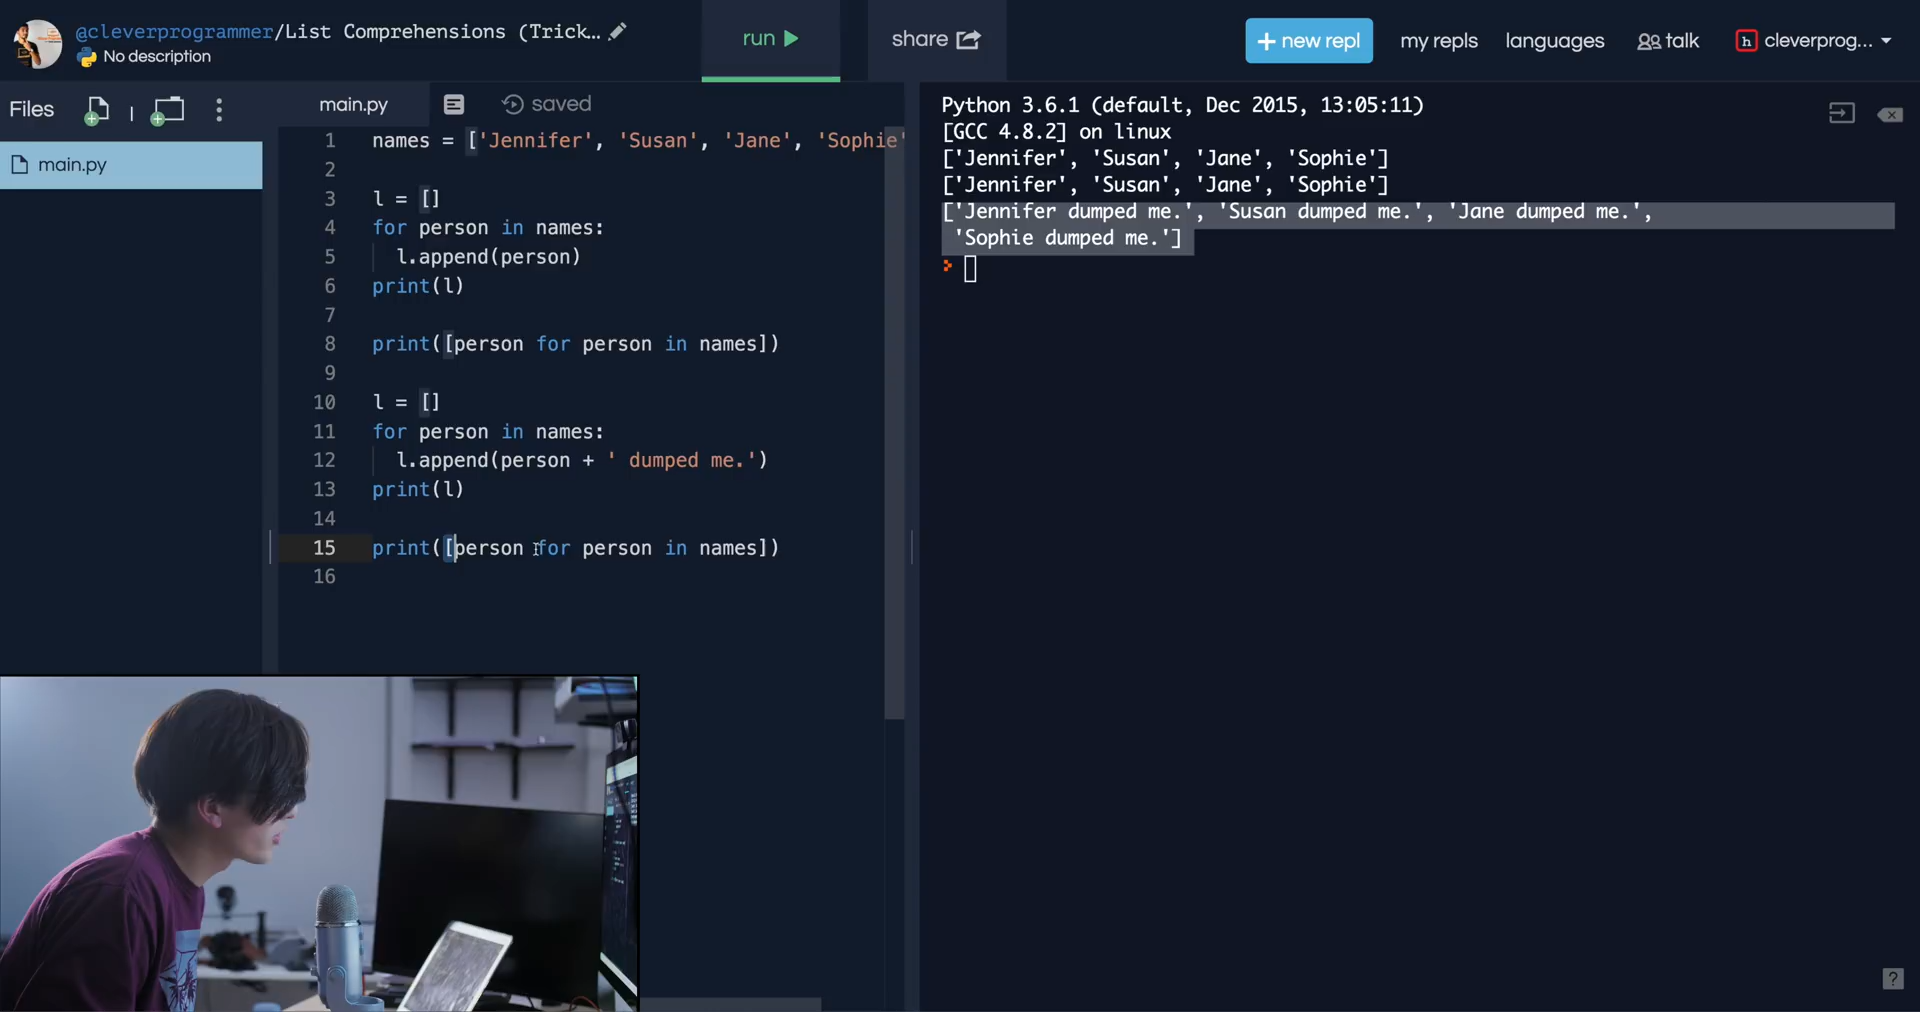 @cleverprogrammer/List Comprehensions (Trick...
No description
run
share
+ new repl
my repls
languages
talk
h
cleverprog...
Files
main.py
saved
main.py
1 names = ['Jennifer', 'Susan', 'Jane', 'Sophie'
2
3 l = []
4 for person in names:
5 l.append(person)
6 print(l)
7
8 print([person for person in names])
9
10 l = []
11 for person in names:
12 l.append(person + ' dumped me.')
13 print(l)
14
15 print([person for person in names])
16
Python 3.6.1 (default, Dec 2015, 13:05:11)
[GCC 4.8.2] on linux
['Jennifer', 'Susan', 'Jane', 'Sophie']
['Jennifer', 'Susan', 'Jane', 'Sophie']
['Jennifer dumped me.', 'Susan dumped me.', 'Jane dumped me.',
'Sophie dumped me.']
?